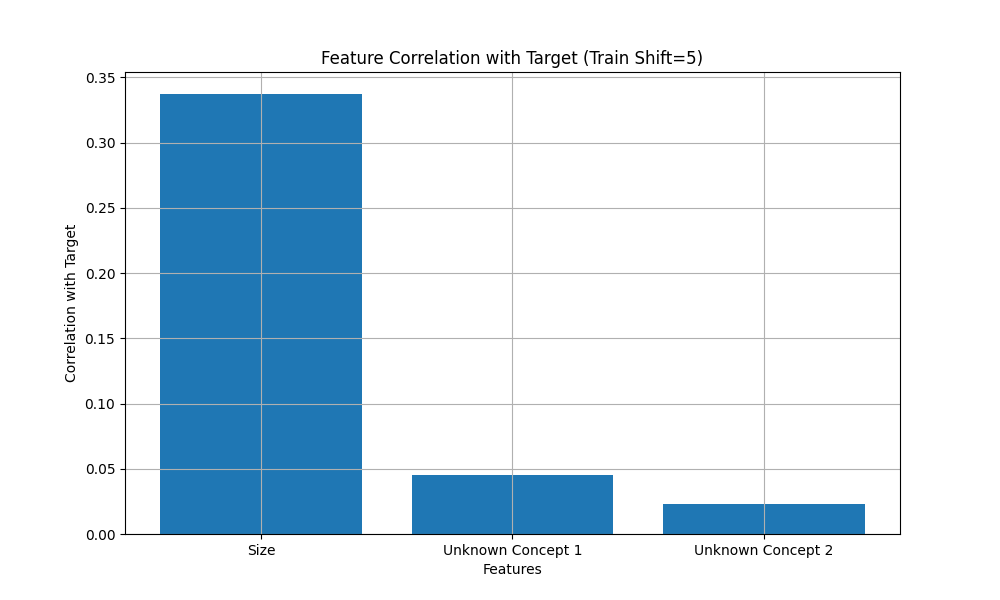 Feature Correlation with Target (Train Shift=5)
0.35
0.30
0.25
0.20
0.15
0.10
0.05
0.00
Correlation with Target
Size
Unknown Concept 1
Unknown Concept 2
Features